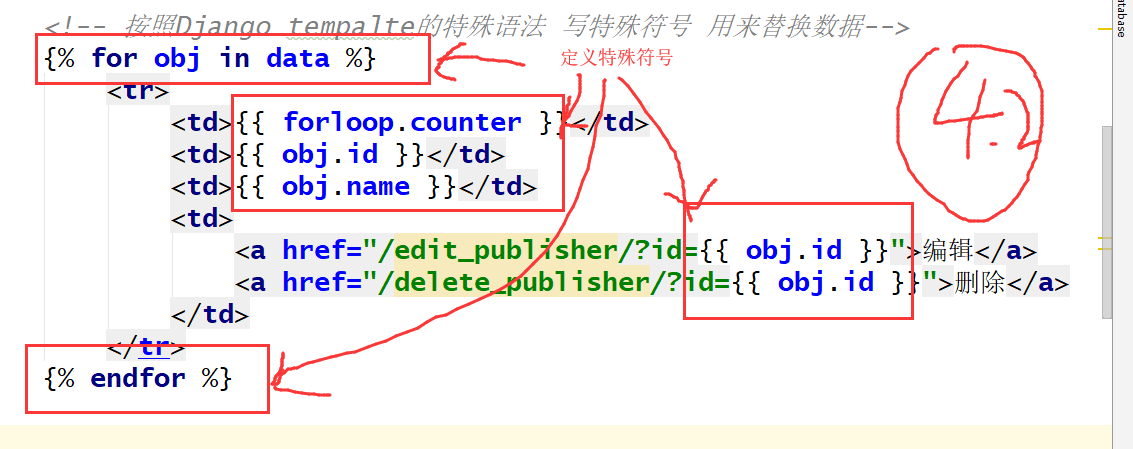 <!-- 按照Django tempalte的特殊语法 写特殊符号 用来替换数据-->
{% for obj in data %}
定义特殊符号
<tr>
<td>{{ forloop.counter }}</td>
<td>{{ obj.id }}</td>
<td>{{ obj.name }}</td>
<td>
<a href="/edit_publisher/?id={{ obj.id }}">编辑</a>
<a href="/delete_publisher/?id={{ obj.id }}">删除</a>
</td>
</tr>
{% endfor %}
4.2